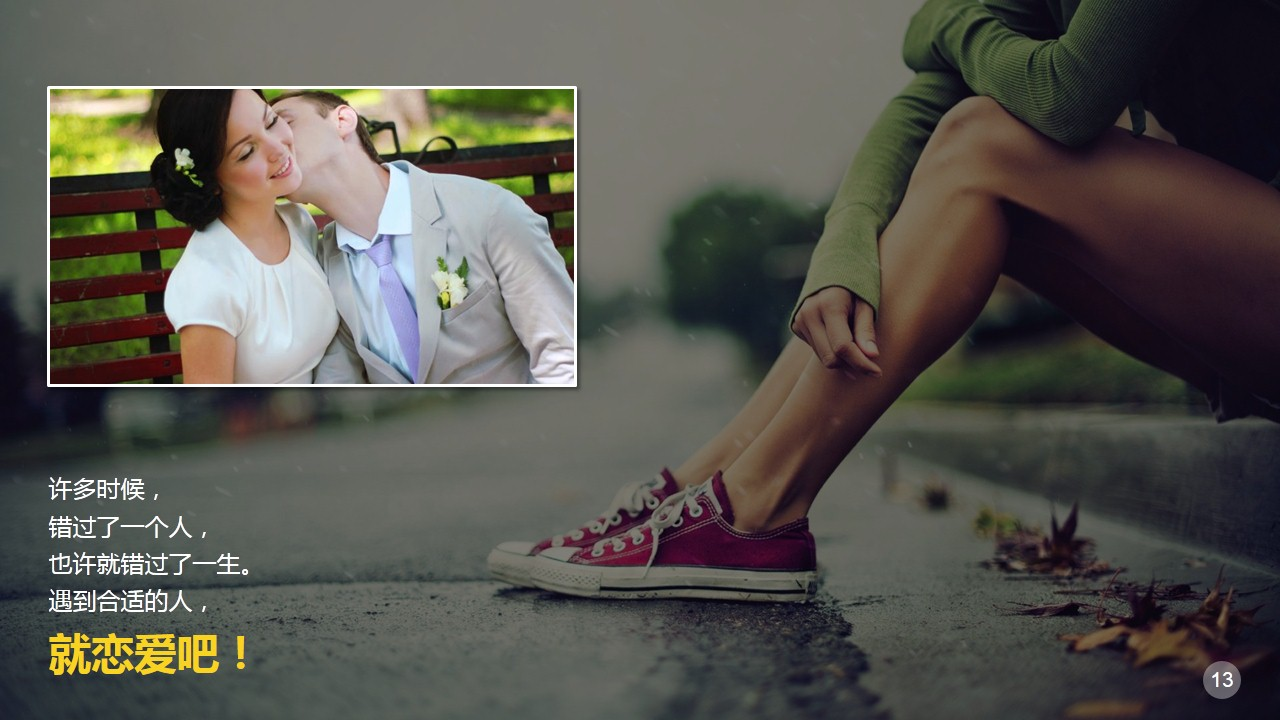 许多时候，
错过了一个人，
也许就错过了一生。
遇到合适的人，
就恋爱吧！
13